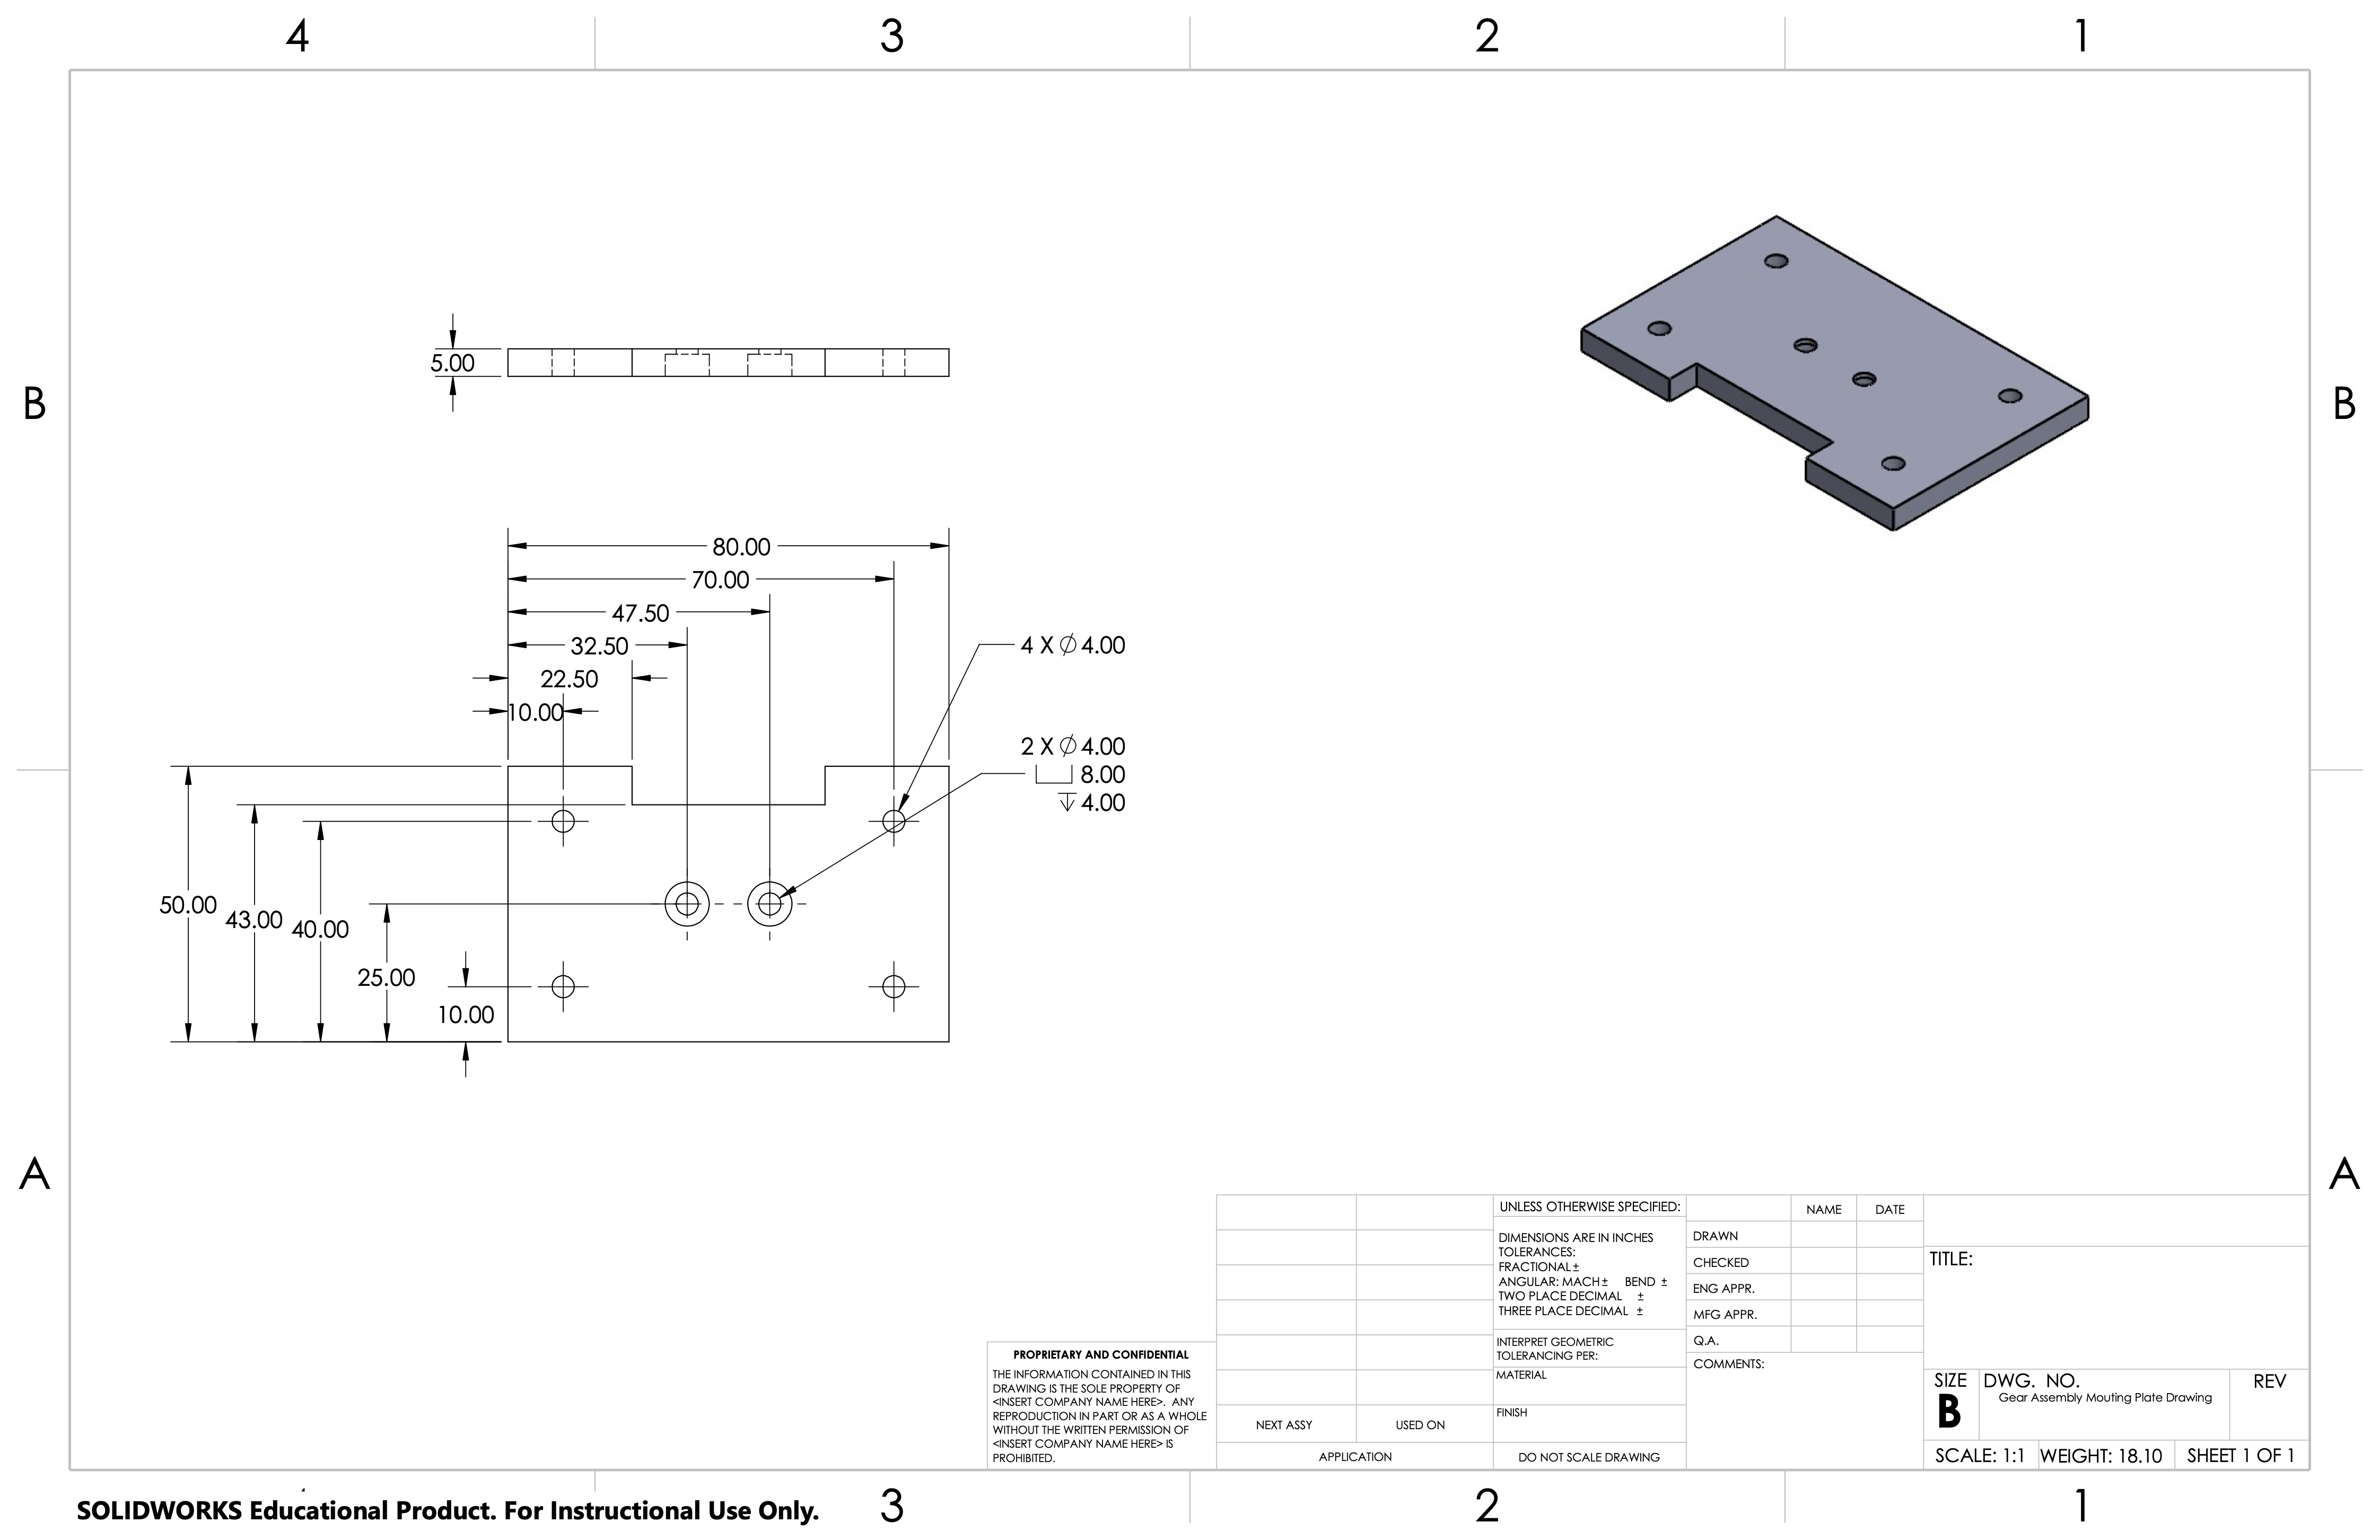 4 3 2 1
B B
5.00
80.00
70.00
47.50
32.50
22.50
10.00
4 X ⌀ 4.00
2 X ⌀ 4.00
⌴ 8.00
↧ 4.00
50.00
43.00
40.00
25.00
10.00
A A
UNLESS OTHERWISE SPECIFIED:
DIMENSIONS ARE IN INCHES
TOLERANCES:
FRACTIONAL ±
ANGULAR: MACH ± BEND ±
TWO PLACE DECIMAL ±
THREE PLACE DECIMAL ±
INTERPRET GEOMETRIC
TOLERANCING PER:
MATERIAL
FINISH
DO NOT SCALE DRAWING
NAME DATE
DRAWN
CHECKED
ENG APPR.
MFG APPR.
Q.A.
COMMENTS:
TITLE:
SIZE
B
DWG. NO.
Gear Assembly Mouting Plate Drawing
REV
SCALE: 1:1 WEIGHT: 18.10 SHEET 1 OF 1
PROPRIETARY AND CONFIDENTIAL
THE INFORMATION CONTAINED IN THIS
DRAWING IS THE SOLE PROPERTY OF
<INSERT COMPANY NAME HERE>. ANY
REPRODUCTION IN PART OR AS A WHOLE
WITHOUT THE WRITTEN PERMISSION OF
<INSERT COMPANY NAME HERE> IS
PROHIBITED.
NEXT ASSY USED ON
APPLICATION
SOLIDWORKS Educational Product. For Instructional Use Only.
3 2 1